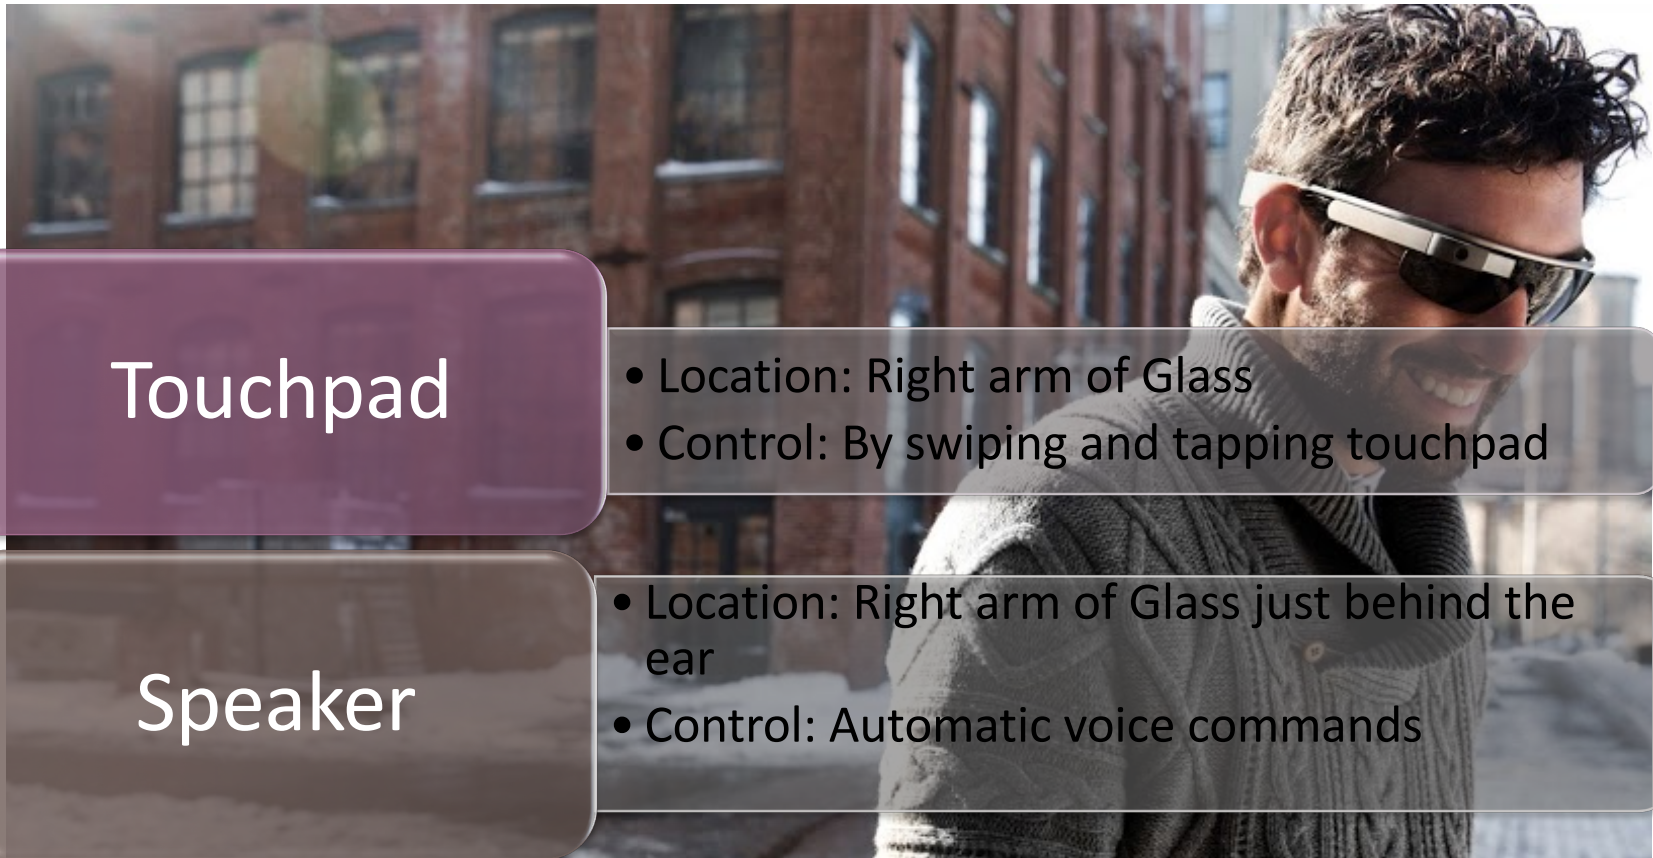 Touchpad
• Location: Right arm of Glass
• Control: By swiping and tapping touchpad
Speaker
• Location: Right arm of Glass just behind the
ear
• Control: Automatic voice commands